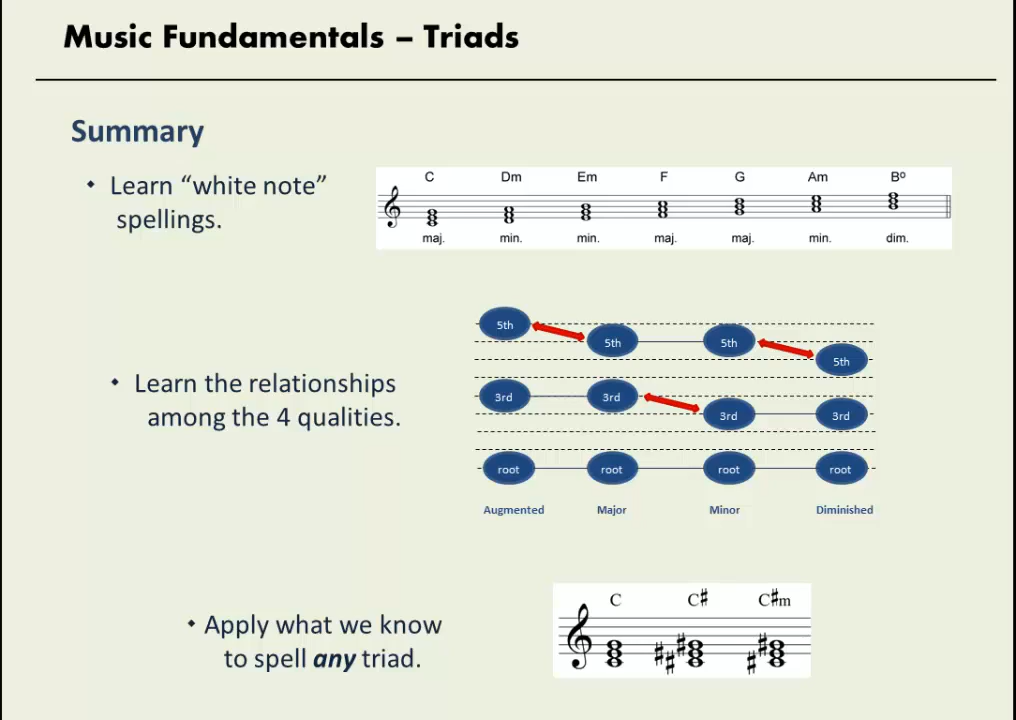 Music Fundamentals – Triads
Summary
• Learn “white note”
spellings.
C Dm Em F G Am Bº
maj. min. min. maj. maj. min. dim.
5th 5th 5th 5th
3rd 3rd 3rd 3rd
root root root root
Augmented Major Minor Diminished
• Learn the relationships
among the 4 qualities.
• Apply what we know
to spell any triad.
C C♯ C♯m